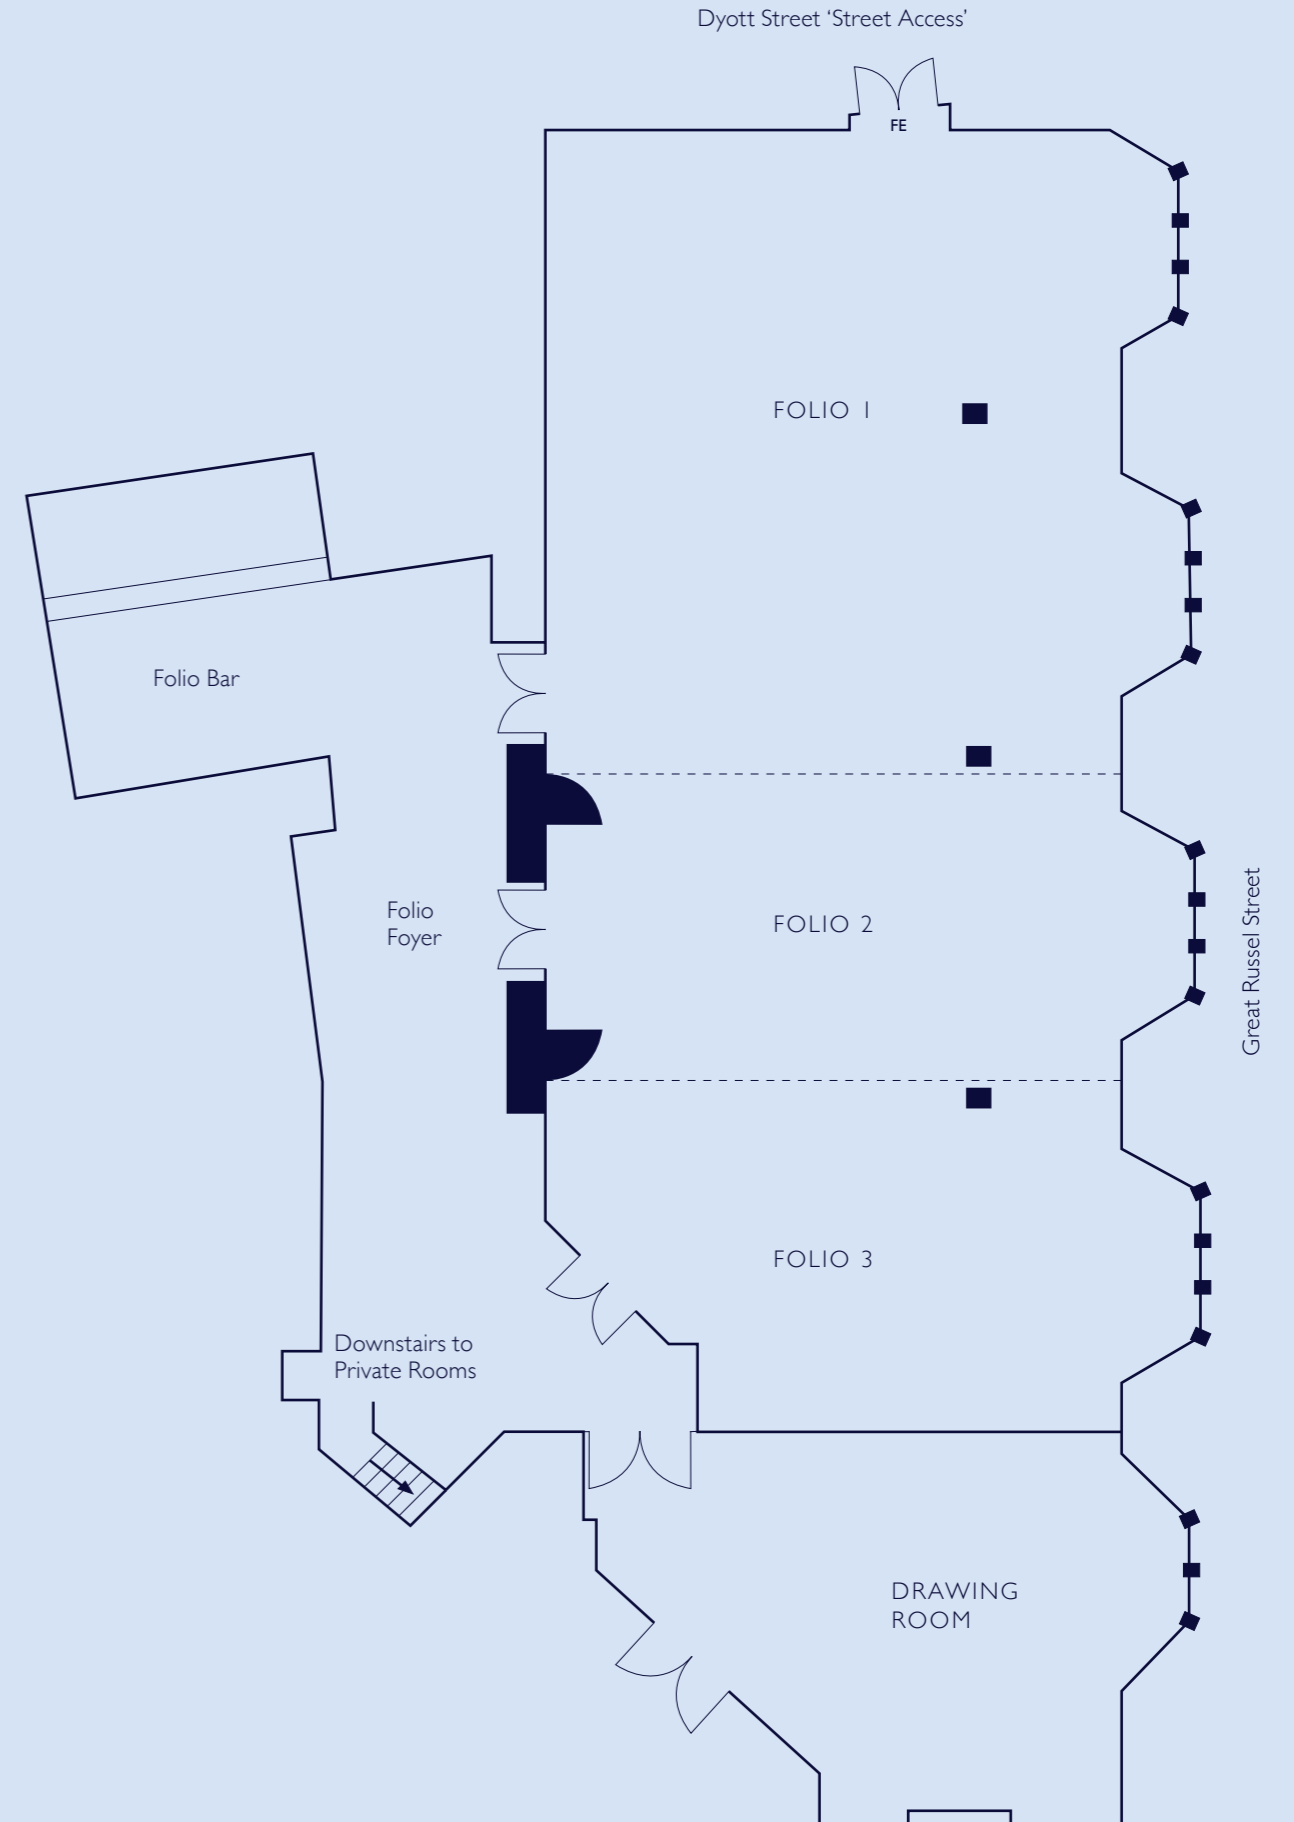 Dyott Street ‘Street Access’
FE
FOLIO 1
Folio Bar
Folio
Foyer
FOLIO 2
Great Russel Street
FOLIO 3
Downstairs to
Private Rooms
DRAWING
ROOM